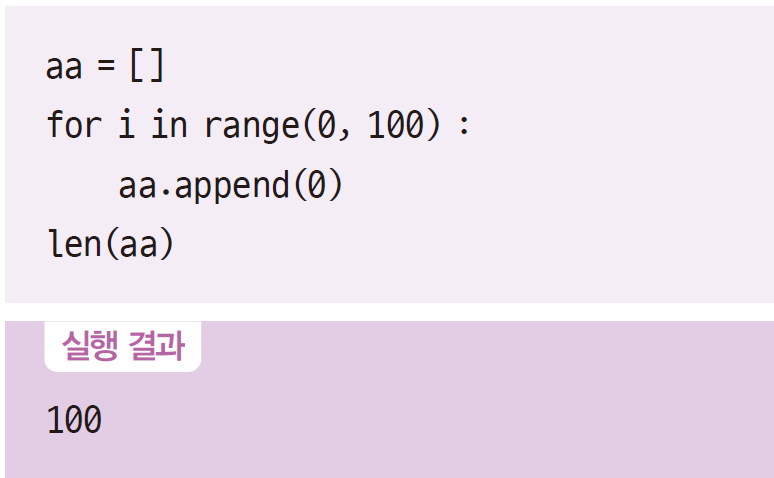 aa = []
for i in range(0, 100) :
    aa.append(0)
len(aa)
실행 결과
100